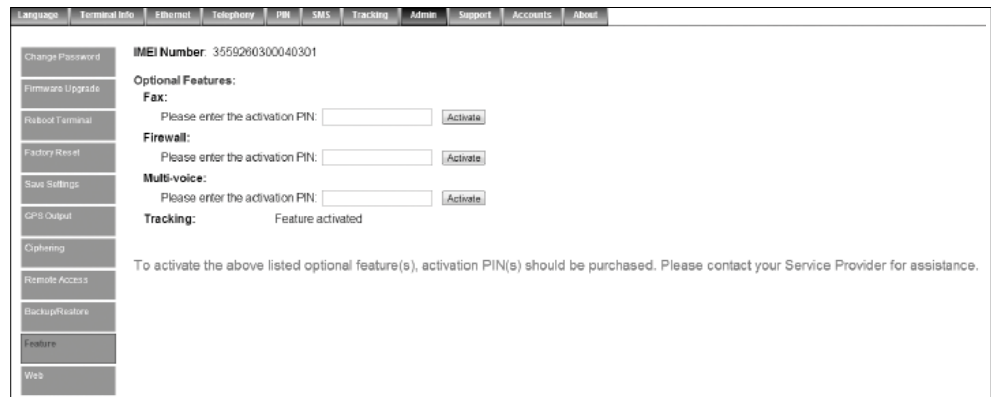 Language Terminal Info Ethernet Telephony PIN SMS Tracking Admin Support Accounts About
Change Password
Firmware Upgrade
Reboot Terminal
Factory Reset
Save Settings
GPS Output
Ciphering
Remote Access
Backup/Restore
Feature
Web
IMEI Number: 3559260300040301
Optional Features:
Fax:
Please enter the activation PIN: Activate
Firewall:
Please enter the activation PIN: Activate
Multi-voice:
Please enter the activation PIN: Activate
Tracking: Feature activated
To activate the above listed optional feature(s), activation PIN(s) should be purchased. Please contact your Service Provider for assistance.